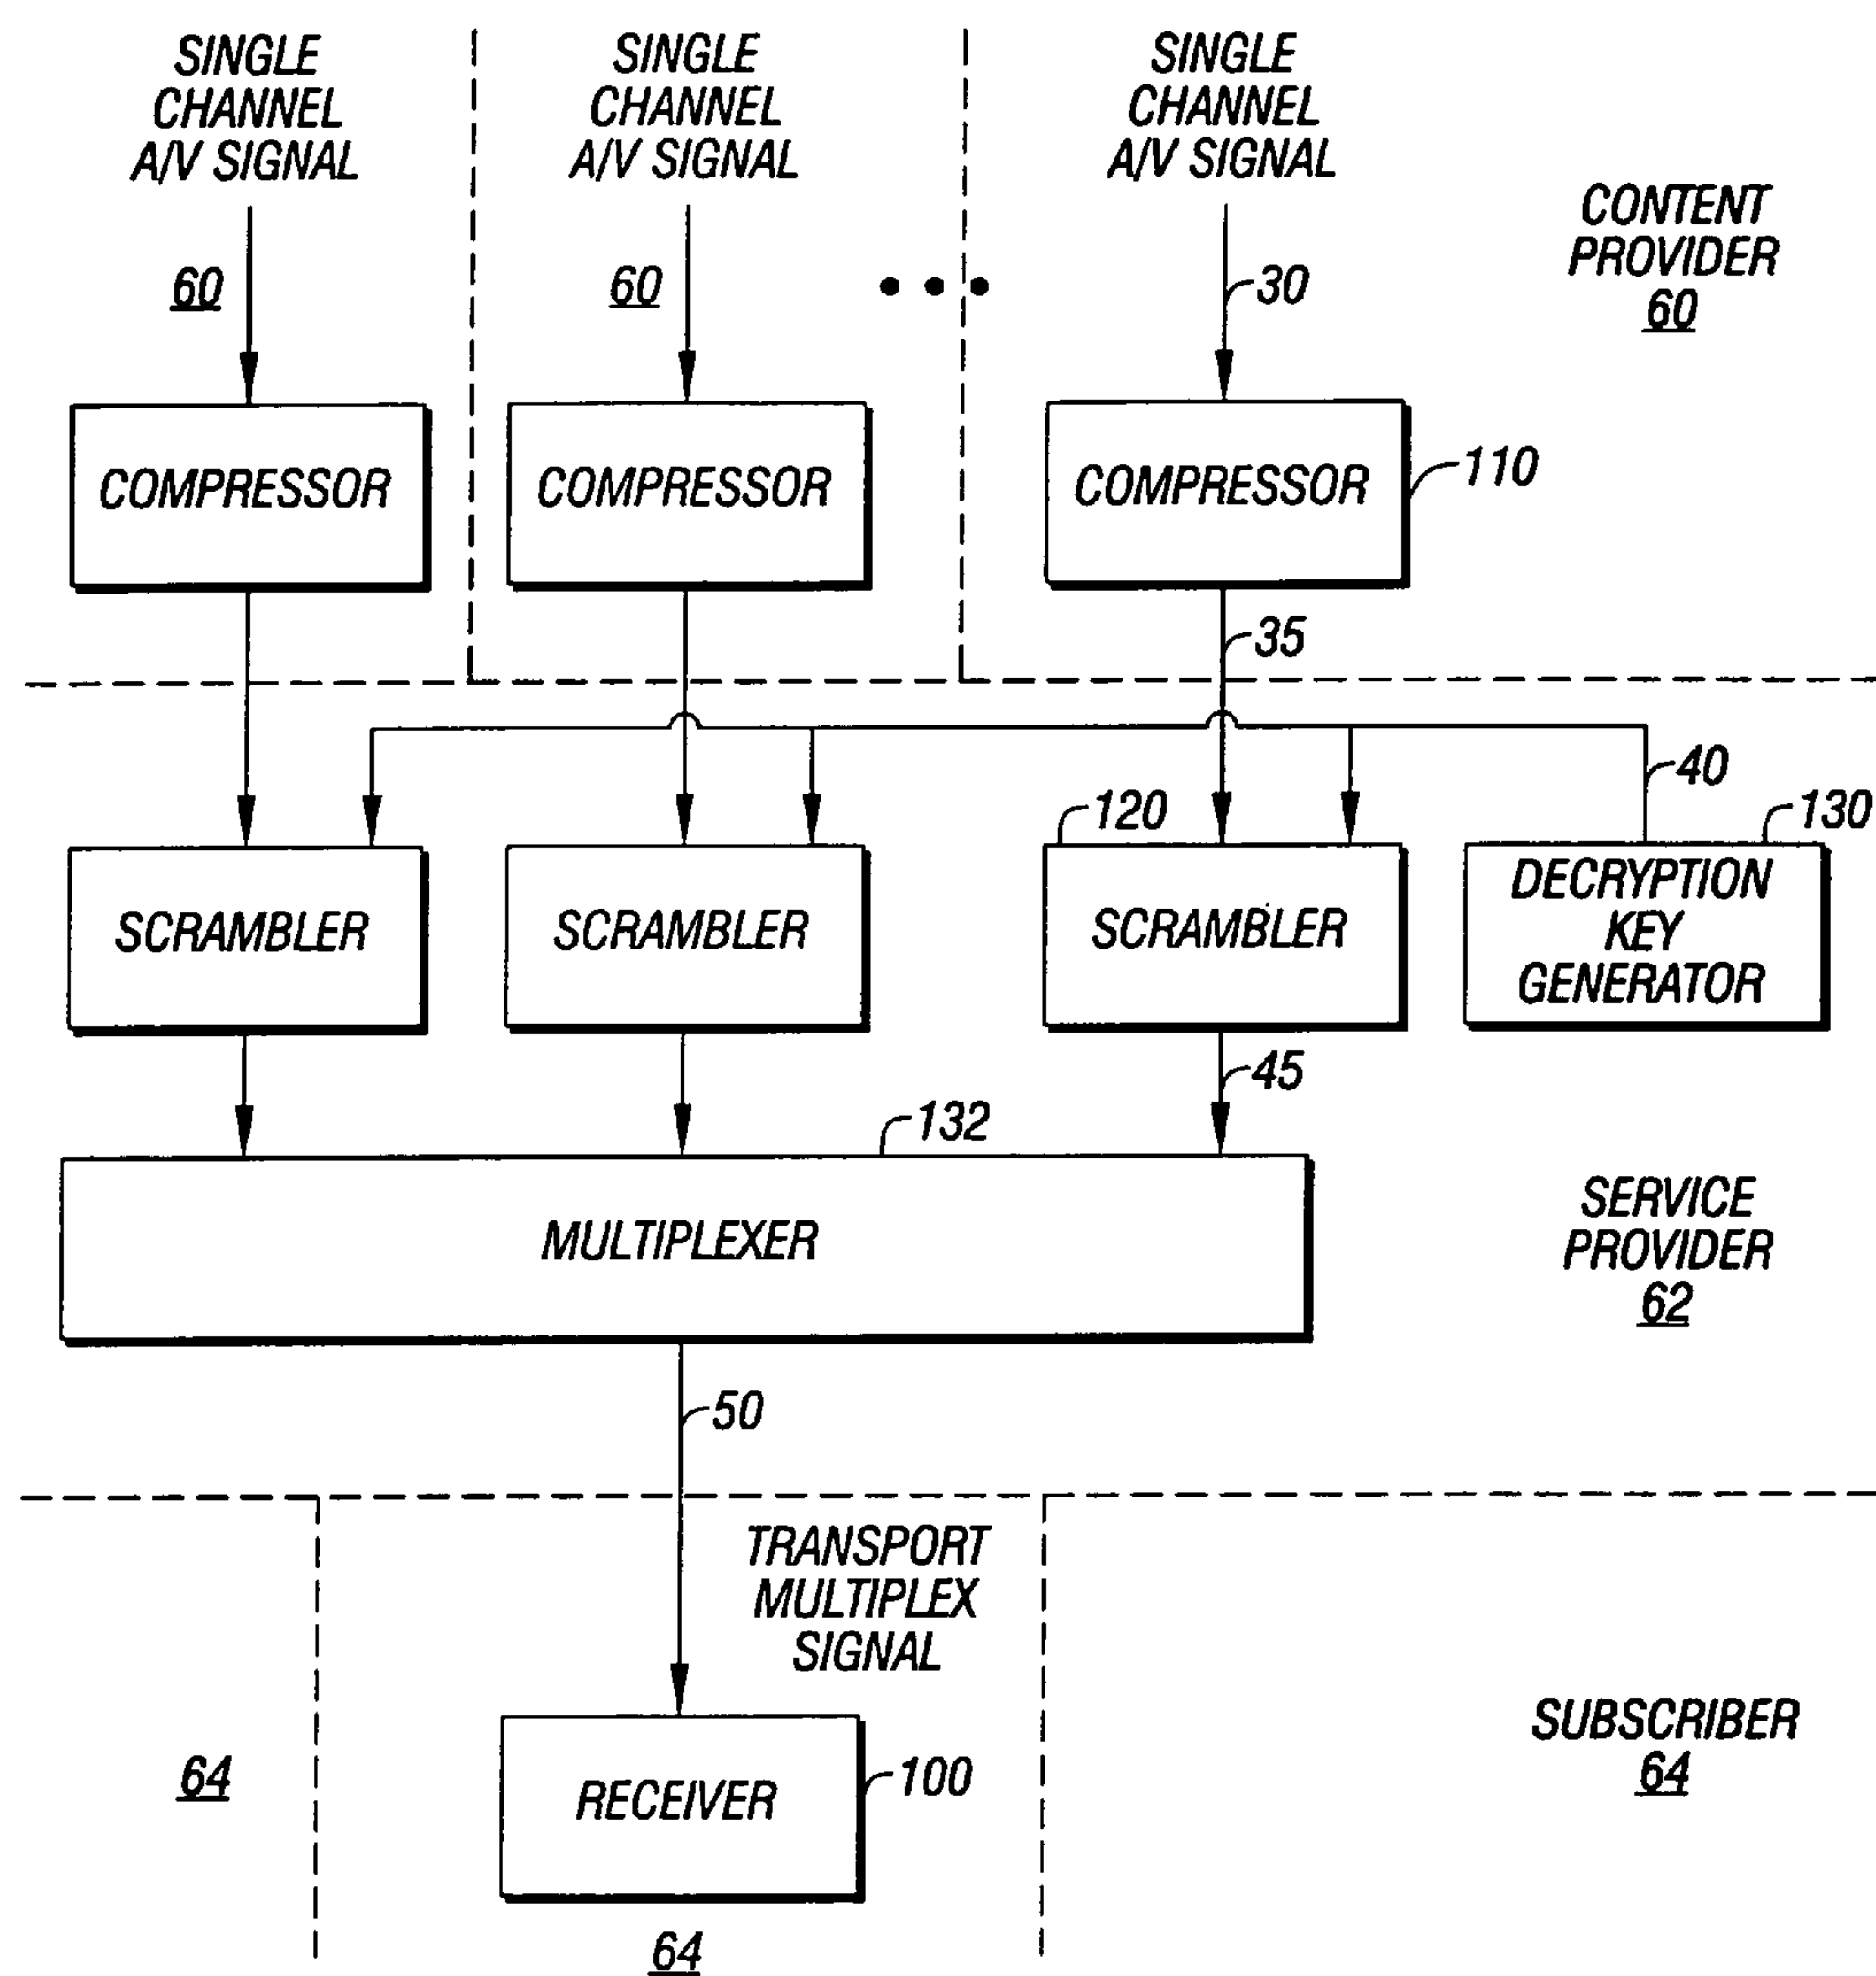 SINGLE
CHANNEL
A/V SIGNAL
SINGLE
CHANNEL
A/V SIGNAL
SINGLE
CHANNEL
A/V SIGNAL
CONTENT
PROVIDER
60
60
60
30
COMPRESSOR
COMPRESSOR
COMPRESSOR
110
35
40
120
130
SCRAMBLER
SCRAMBLER
SCRAMBLER
DECRYPTION
KEY
GENERATOR
45
132
MULTIPLEXER
SERVICE
PROVIDER
62
50
TRANSPORT
MULTIPLEX
SIGNAL
64
RECEIVER
100
SUBSCRIBER
64
64